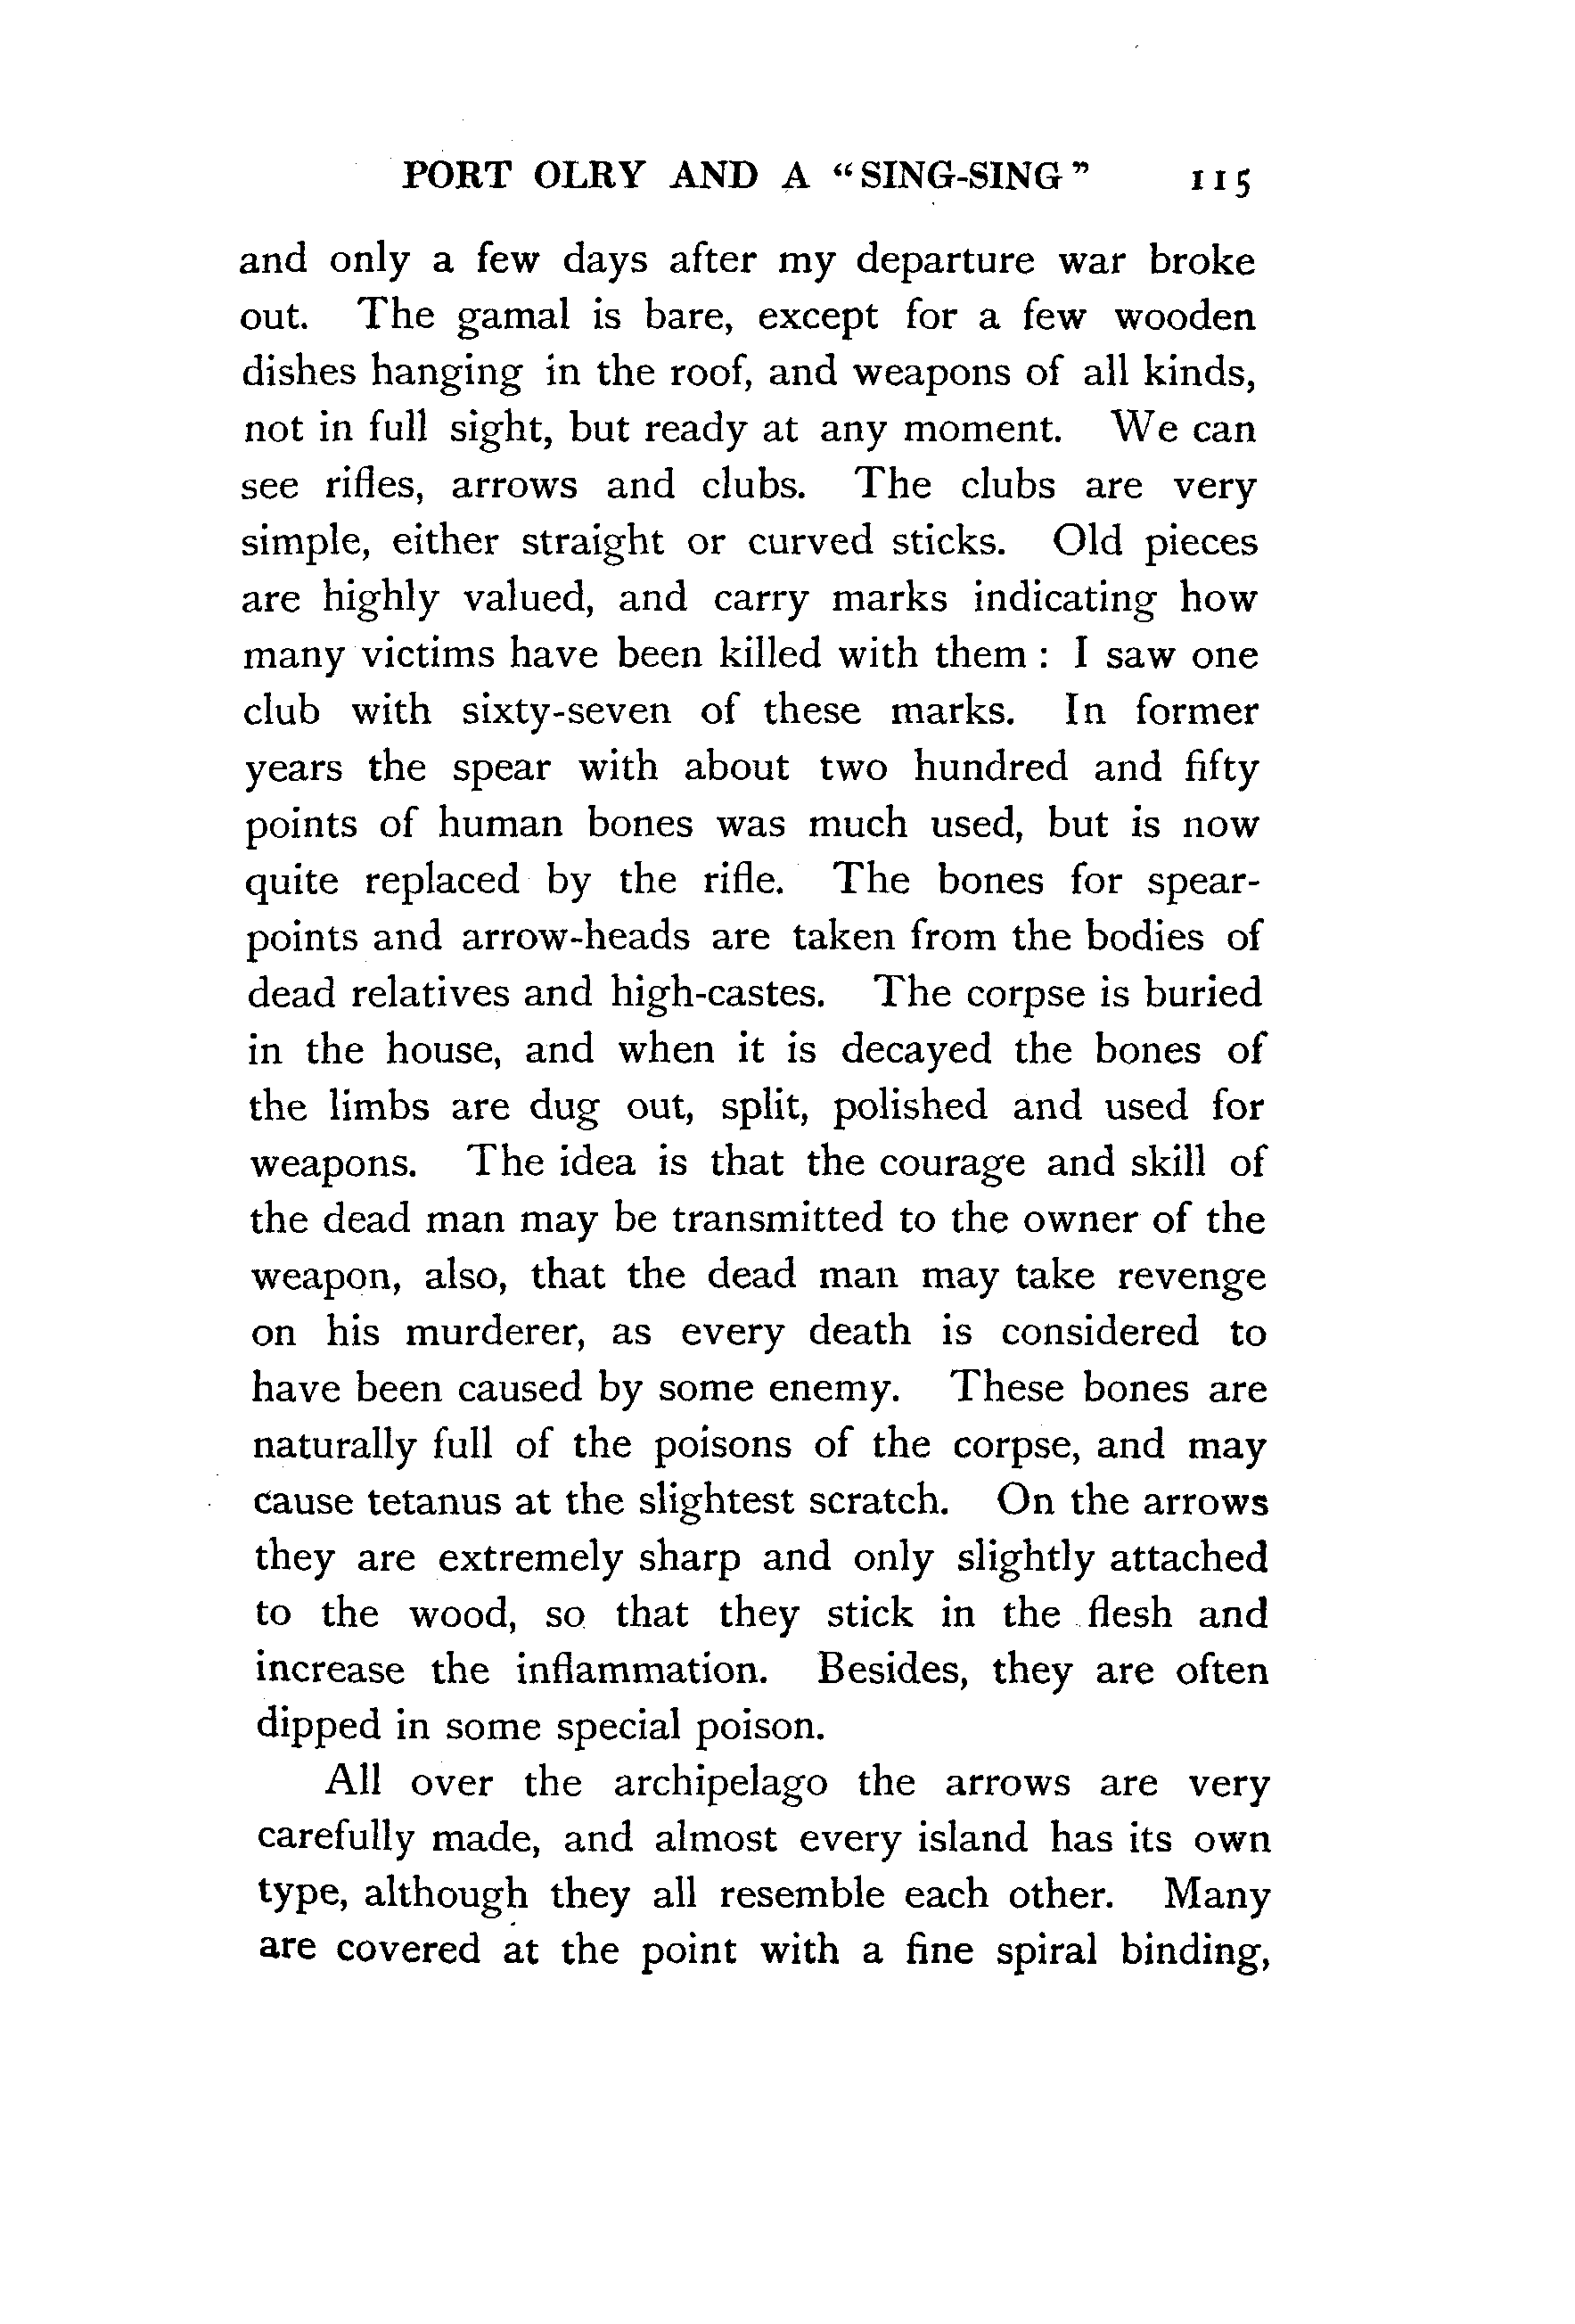 PORT OLRY AND A “SING-SING” 115
and only a few days after my departure war broke
out. The gamal is bare, except for a few wooden
dishes hanging in the roof, and weapons of all kinds,
not in full sight, but ready at any moment. We can
see rifles, arrows and clubs. The clubs are very
simple, either straight or curved sticks. Old pieces
are highly valued, and carry marks indicating how
many victims have been killed with them : I saw one
club with sixty-seven of these marks. In former
years the spear with about two hundred and fifty
points of human bones was much used, but is now
quite replaced by the rifle. The bones for spear-
points and arrow-heads are taken from the bodies of
dead relatives and high-castes. The corpse is buried
in the house, and when it is decayed the bones of
the limbs are dug out, split, polished and used for
weapons. The idea is that the courage and skill of
the dead man may be transmitted to the owner of the
weapon, also, that the dead man may take revenge
on his murderer, as every death is considered to
have been caused by some enemy. These bones are
naturally full of the poisons of the corpse, and may
cause tetanus at the slightest scratch. On the arrows
they are extremely sharp and only slightly attached
to the wood, so that they stick in the flesh and
increase the inflammation. Besides, they are often
dipped in some special poison.
All over the archipelago the arrows are very
carefully made, and almost every island has its own
type, although they all resemble each other. Many
are covered at the point with a fine spiral binding,